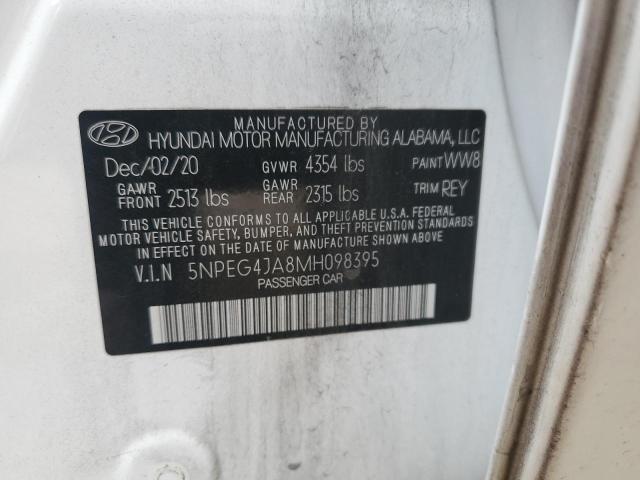 MANUFACTURED BY
HYUNDAI MOTOR MANUFACTURING ALABAMA, LLC
Dec/02/20 GVWR 4354 lbs PAINT WW8
GAWR FRONT 2513 lbs GAWR REAR 2315 lbs TRIM REY
THIS VEHICLE CONFORMS TO ALL APPLICABLE U.S.A. FEDERAL
MOTOR VEHICLE SAFETY, BUMPER, AND THEFT PREVENTION
STANDARDS IN EFFECT ON THE DATE OF MANUFACTURE
V.I.N 5NPEG4JA8MH098395
PASSENGER CAR